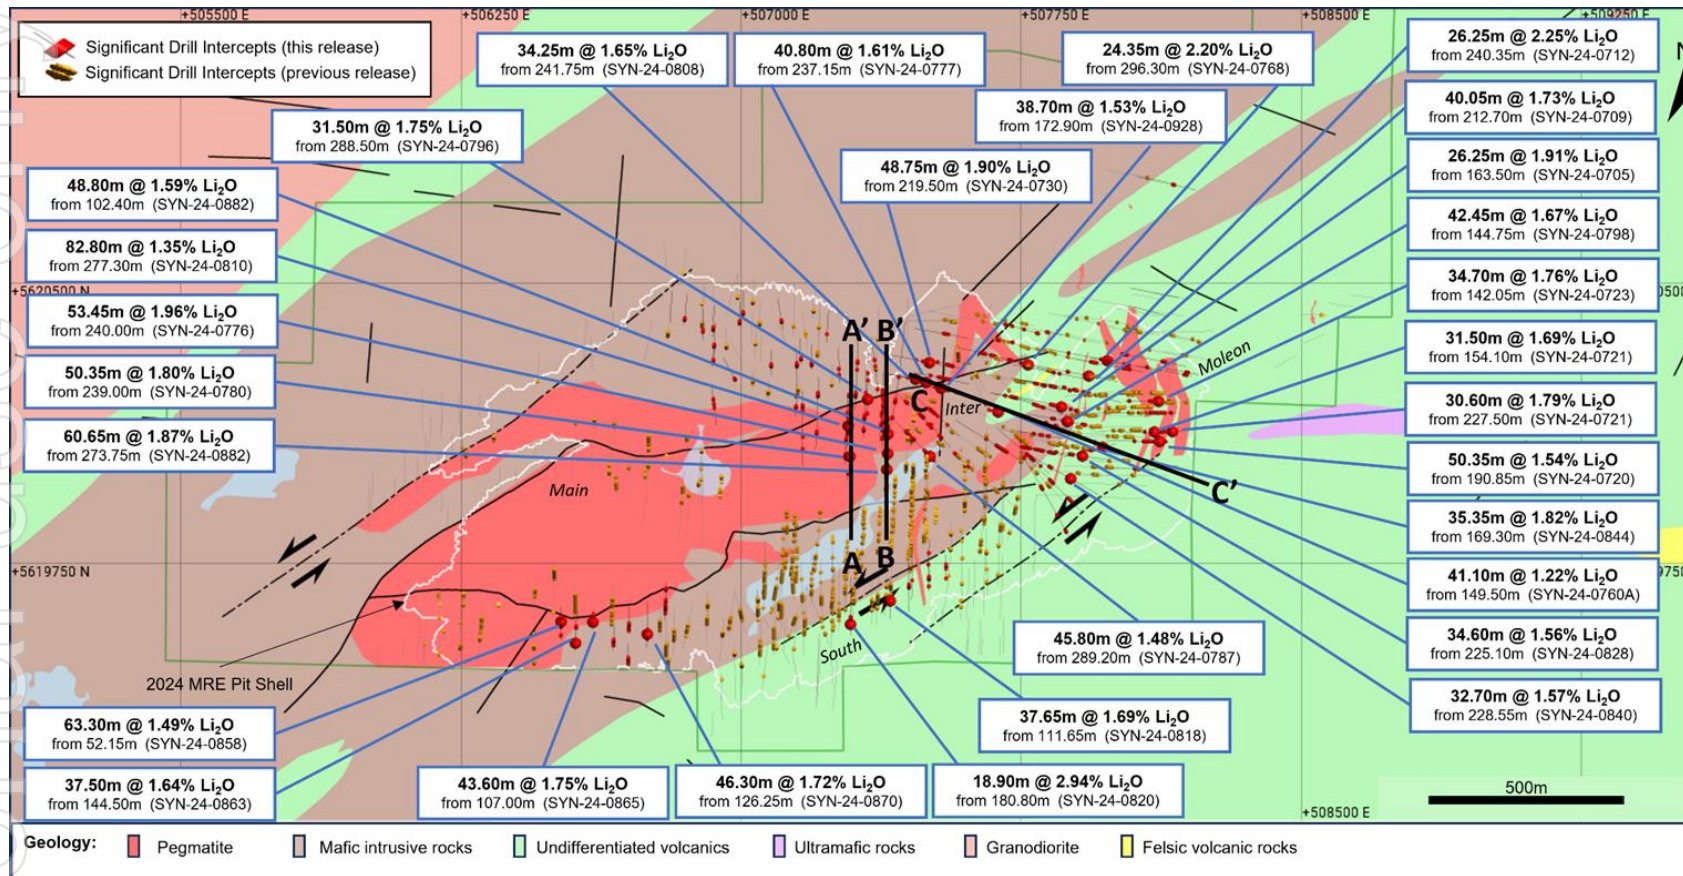 +505500 E
+506250 E
+507000 E
+507750 E
+508500 E
+509250 E
Significant Drill Intercepts (this release)
Significant Drill Intercepts (previous release)
34.25m @ 1.65% Li₂O
from 241.75m (SYN-24-0808)
40.80m @ 1.61% Li₂O
from 237.15m (SYN-24-0777)
24.35m @ 2.20% Li₂O
from 296.30m (SYN-24-0768)
26.25m @ 2.25% Li₂O
from 240.35m (SYN-24-0712)
N
31.50m @ 1.75% Li₂O
from 288.50m (SYN-24-0796)
38.70m @ 1.53% Li₂O
from 172.90m (SYN-24-0928)
40.05m @ 1.73% Li₂O
from 212.70m (SYN-24-0709)
48.75m @ 1.90% Li₂O
from 219.50m (SYN-24-0730)
26.25m @ 1.91% Li₂O
from 163.50m (SYN-24-0705)
48.80m @ 1.59% Li₂O
from 102.40m (SYN-24-0882)
42.45m @ 1.67% Li₂O
from 144.75m (SYN-24-0798)
82.80m @ 1.35% Li₂O
from 277.30m (SYN-24-0810)
34.70m @ 1.76% Li₂O
from 142.05m (SYN-24-0723)
+5620500 N
53.45m @ 1.96% Li₂O
from 240.00m (SYN-24-0776)
A’ B’
31.50m @ 1.69% Li₂O
from 154.10m (SYN-24-0721)
Moleon
50.35m @ 1.80% Li₂O
from 239.00m (SYN-24-0780)
C
Inter
30.60m @ 1.79% Li₂O
from 227.50m (SYN-24-0721)
60.65m @ 1.87% Li₂O
from 273.75m (SYN-24-0882)
50.35m @ 1.54% Li₂O
from 190.85m (SYN-24-0720)
Main
C’
35.35m @ 1.82% Li₂O
from 169.30m (SYN-24-0844)
A B
+5619750 N
41.10m @ 1.22% Li₂O
from 149.50m (SYN-24-0760A)
South
45.80m @ 1.48% Li₂O
from 289.20m (SYN-24-0787)
34.60m @ 1.56% Li₂O
from 225.10m (SYN-24-0828)
2024 MRE Pit Shell
32.70m @ 1.57% Li₂O
from 228.55m (SYN-24-0840)
63.30m @ 1.49% Li₂O
from 52.15m (SYN-24-0858)
37.65m @ 1.69% Li₂O
from 111.65m (SYN-24-0818)
37.50m @ 1.64% Li₂O
from 144.50m (SYN-24-0863)
43.60m @ 1.75% Li₂O
from 107.00m (SYN-24-0865)
46.30m @ 1.72% Li₂O
from 126.25m (SYN-24-0870)
18.90m @ 2.94% Li₂O
from 180.80m (SYN-24-0820)
500m
+508500 E
Geology:
Pegmatite
Mafic intrusive rocks
Undifferentiated volcanics
Ultramafic rocks
Granodiorite
Felsic volcanic rocks